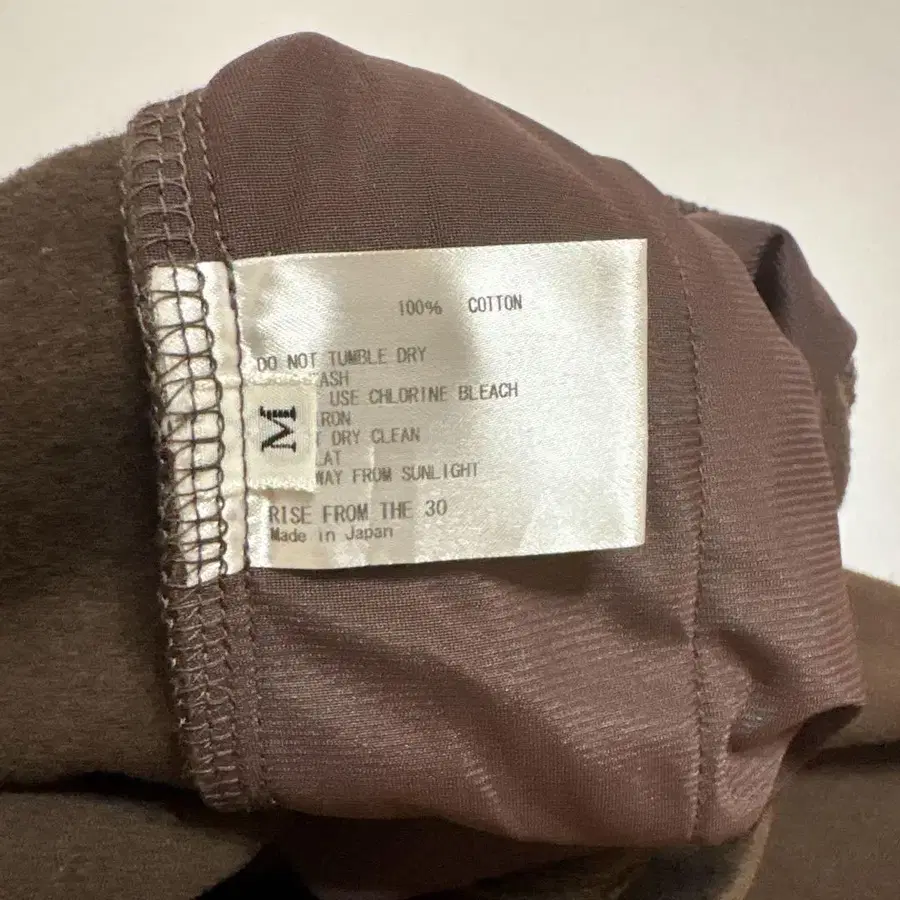 100% COTTON
DO NOT TUMBLE DRY
ASH
USE CHLORINE BLEACH
RON
T DRY CLEAN
LAT
WAY FROM SUNLIGHT
M
RISE FROM THE 30
Made in Japan